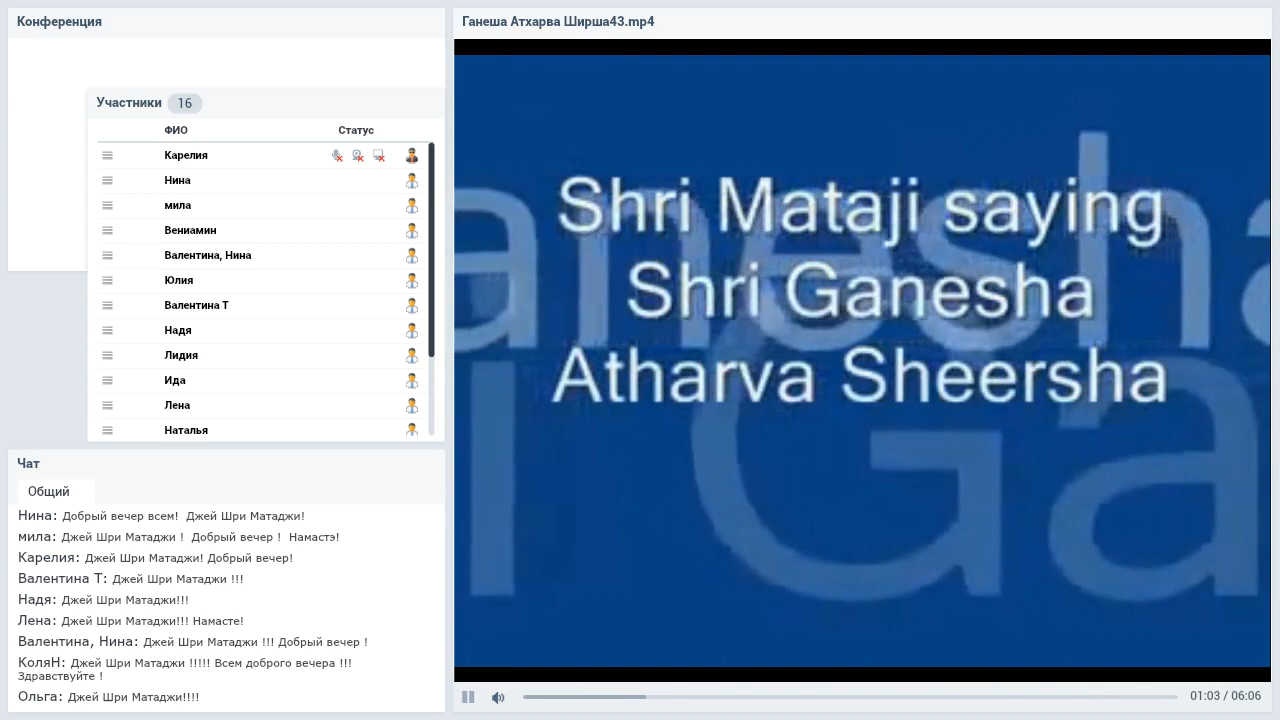 Конференция
Участники 16
ФИО Статус
Карелия
Нина
мила
Вениамин
Валентина, Нина
Юлия
Валентина Т
Надя
Лидия
Ида
Лена
Наталья
Чат
Общий
Нина: Добрый вечер всем! Джей Шри Матаджи!
мила: Джей Шри Матаджи ! Добрый вечер ! Намастэ!
Карелия: Джей Шри Матаджи! Добрый вечер!
Валентина Т: Джей Шри Матаджи !!!
Надя: Джей Шри Матаджи!!!
Лена: Джей Шри Матаджи!!! Намасте!
Валентина, Нина: Джей Шри Матаджи !!! Добрый вечер !
КоляН: Джей Шри Матаджи !!!!! Всем доброго вечера !!!
Здравствуйте !
Ольга: Джей Шри Матаджи!!!!
Ганеша Атхарва Ширша43.mp4
Shri Mataji saying
Shri Ganesha
Atharva Sheersha
anesha
i Ga
01:03 / 06:06